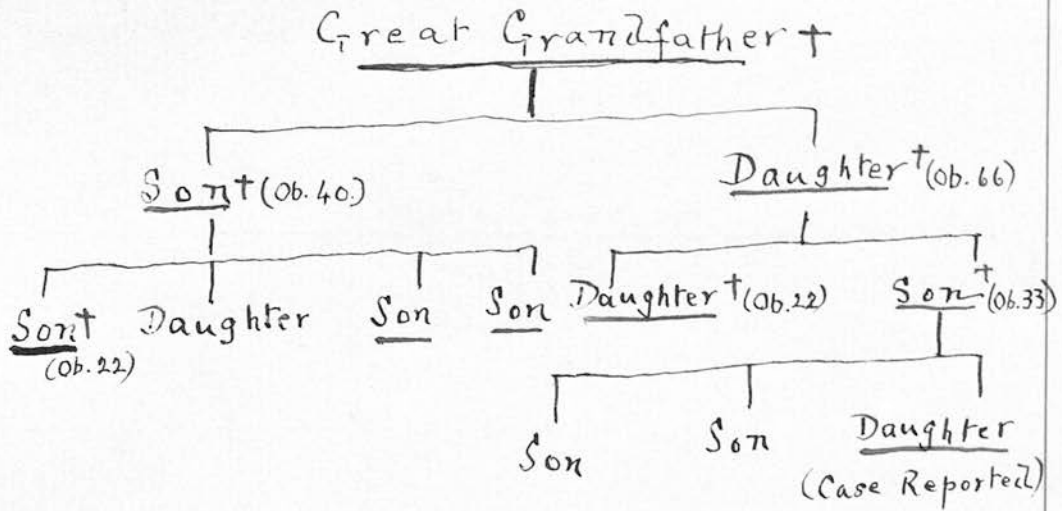 Great Grandfather †
Son † (Ob. 40.)
Daughter † (Ob. 66)
Son †
(Ob. 22)
Daughter
Son
Son
Daughter † (Ob. 22)
Son †
(Ob. 33)
Son
Son
Daughter
(Case Reported)